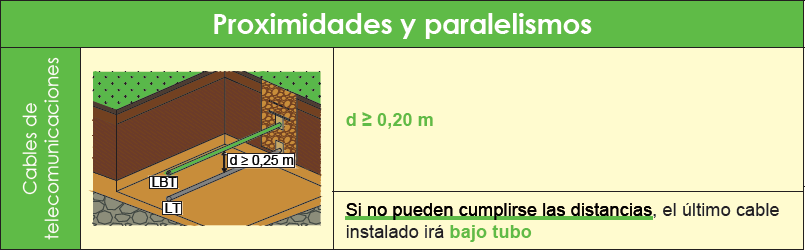 Proximidades y paralelismos
Cables de
telecomunicaciones
d ≥ 0,25 m
LBT
LT
d ≥ 0,20 m
Si no pueden cumplirse las distancias, el último cable
instalado irá bajo tubo